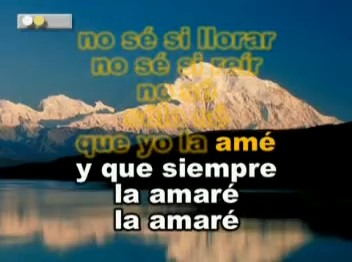 no sé si llorar
no sé si reír
que yo la amé
y que siempre
la amaré
la amaré